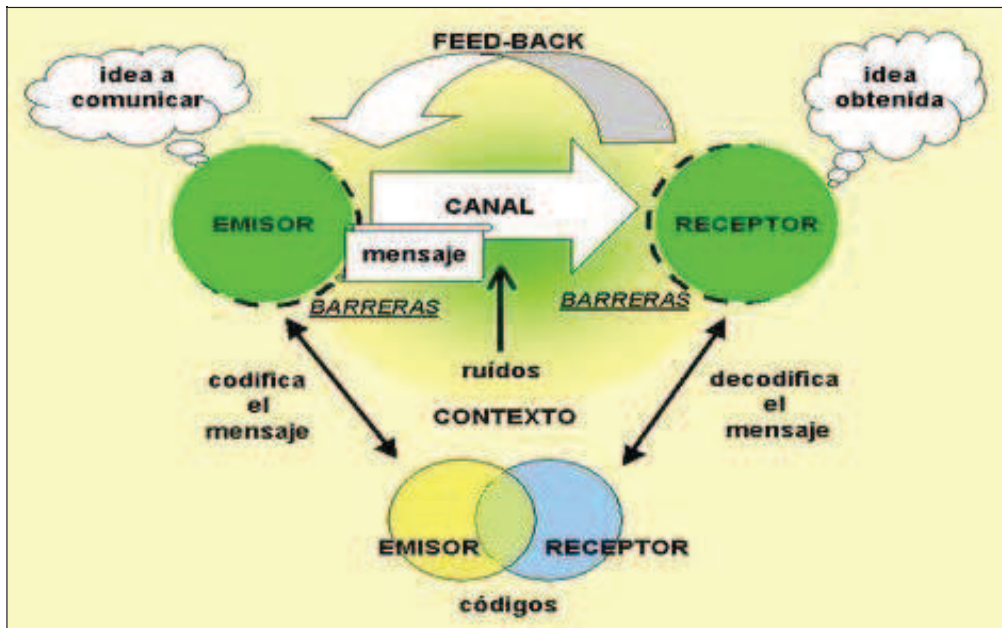 FEED-BACK
idea a
comunicar
idea
obtenida
EMISOR
CANAL
RECEPTOR
mensaje
BARRERAS
BARRERAS
ruídos
codifica
el
mensaje
decodifica
el
mensaje
CONTEXTO
EMISOR
RECEPTOR
códigos